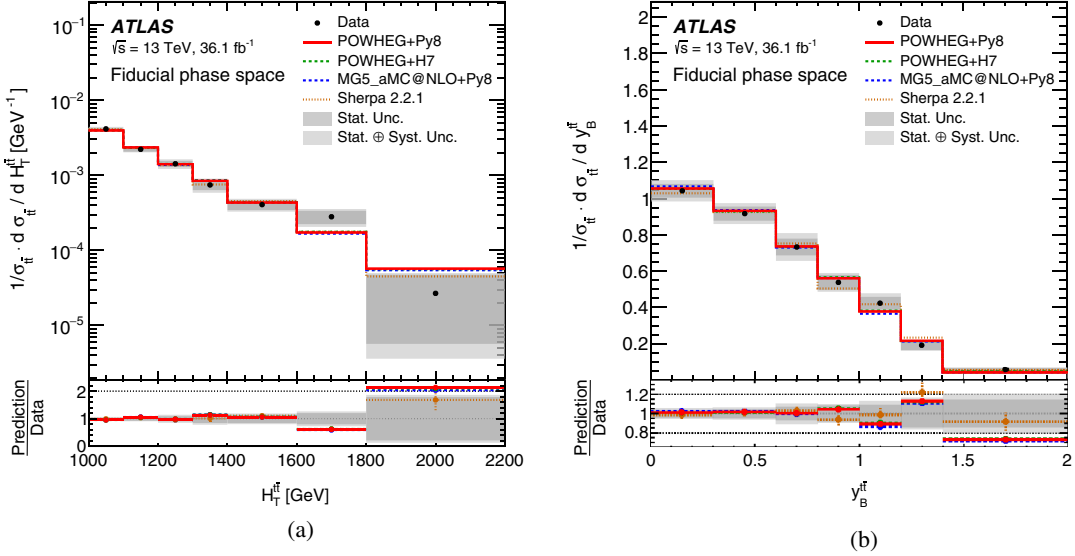 ATLAS
√s = 13 TeV, 36.1 fb⁻¹
Fiducial phase space
Data
POWHEG+Py8
POWHEG+H7
MG5_aMC@NLO+Py8
Sherpa 2.2.1
Stat. Unc.
Stat. ⊕ Syst. Unc.
1/σ_tt̄ · d σ_tt̄ / d H_T^tt̄ [GeV⁻¹]
10⁻¹
10⁻²
10⁻³
10⁻⁴
10⁻⁵
Prediction
Data
2
1
0
1000 1200 1400 1600 1800 2000 2200
H_T^tt̄ [GeV]
(a)
ATLAS
√s = 13 TeV, 36.1 fb⁻¹
Fiducial phase space
Data
POWHEG+Py8
POWHEG+H7
MG5_aMC@NLO+Py8
Sherpa 2.2.1
Stat. Unc.
Stat. ⊕ Syst. Unc.
1/σ_tt̄ · d σ_tt̄ / d y_B^tt̄
2
1.8
1.6
1.4
1.2
1
0.8
0.6
0.4
0.2
Prediction
Data
1.2
1
0.8
0 0.5 1 1.5 2
y_B^tt̄
(b)